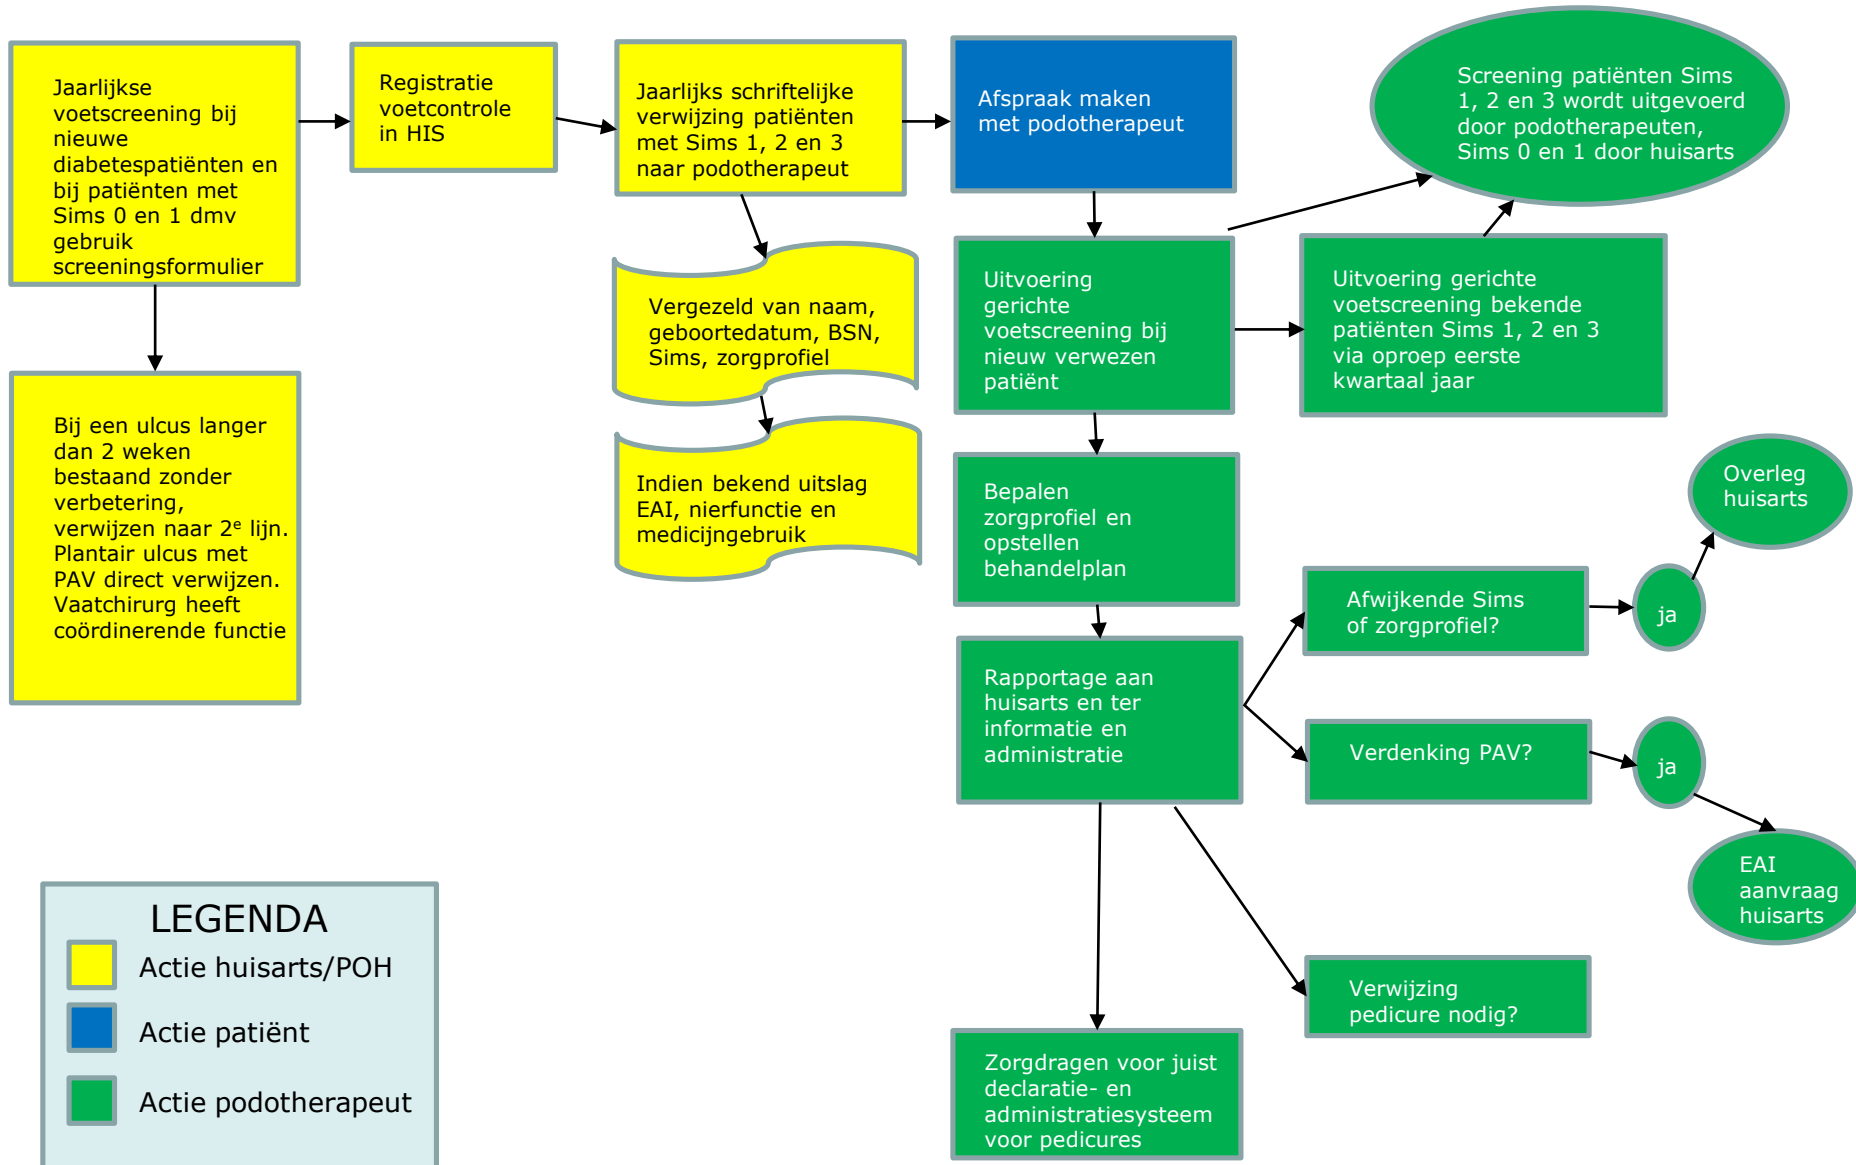 Jaarlijkse
voetscreening bij
nieuwe
diabetespatiënten en
bij patiënten met
Sims 0 en 1 dmv
gebruik
screeningsformulier
Registratie
voetcontrole
in HIS
Jaarlijks schriftelijke
verwijzing patiënten
met Sims 1, 2 en 3
naar podotherapeut
Afspraak maken
met podotherapeut
Screening patiënten Sims
1, 2 en 3 wordt uitgevoerd
door podotherapeuten,
Sims 0 en 1 door huisarts
Vergezeld van naam,
geboortedatum, BSN,
Sims, zorgprofiel
Uitvoering
gerichte
voetscreening bij
nieuw verwezen
patiënt
Uitvoering gerichte
voetscreening bekende
patiënten Sims 1, 2 en 3
via oproep eerste
kwartaal jaar
Bij een ulcus langer
dan 2 weken
bestaand zonder
verbetering,
verwijzen naar 2e lijn.
Plantair ulcus met
PAV direct verwijzen.
Vaatchirurg heeft
coördinerende functie
Indien bekend uitslag
EAI, nierfunctie en
medicijngebruik
Bepalen
zorgprofiel en
opstellen
behandelplan
Overleg
huisarts
Afwijkende Sims
of zorgprofiel?
ja
Rapportage aan
huisarts en ter
informatie en
administratie
Verdenking PAV?
ja
EAI
aanvraag
huisarts
Verwijzing
pedicure nodig?
Zorgdragen voor juist
declaratie- en
administratiesysteem
voor pedicures
LEGENDA
Actie huisarts/POH
Actie patiënt
Actie podotherapeut